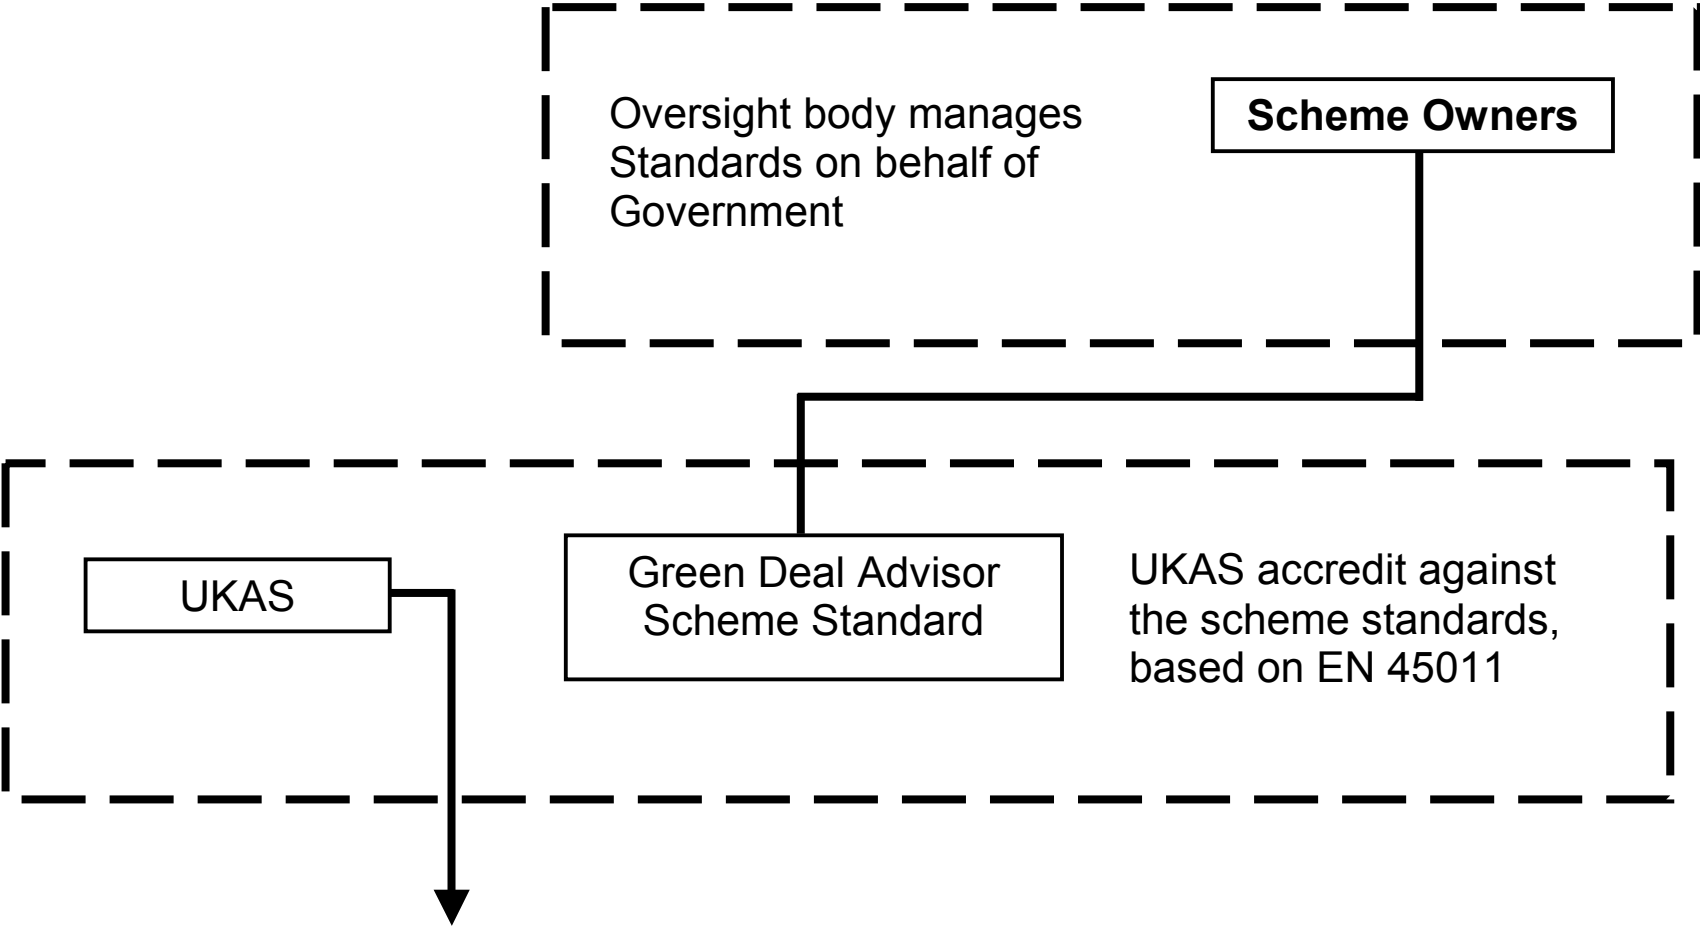 Oversight body manages
Standards on behalf of
Government
Scheme Owners
UKAS
Green Deal Advisor
Scheme Standard
UKAS accredit against
the scheme standards,
based on EN 45011